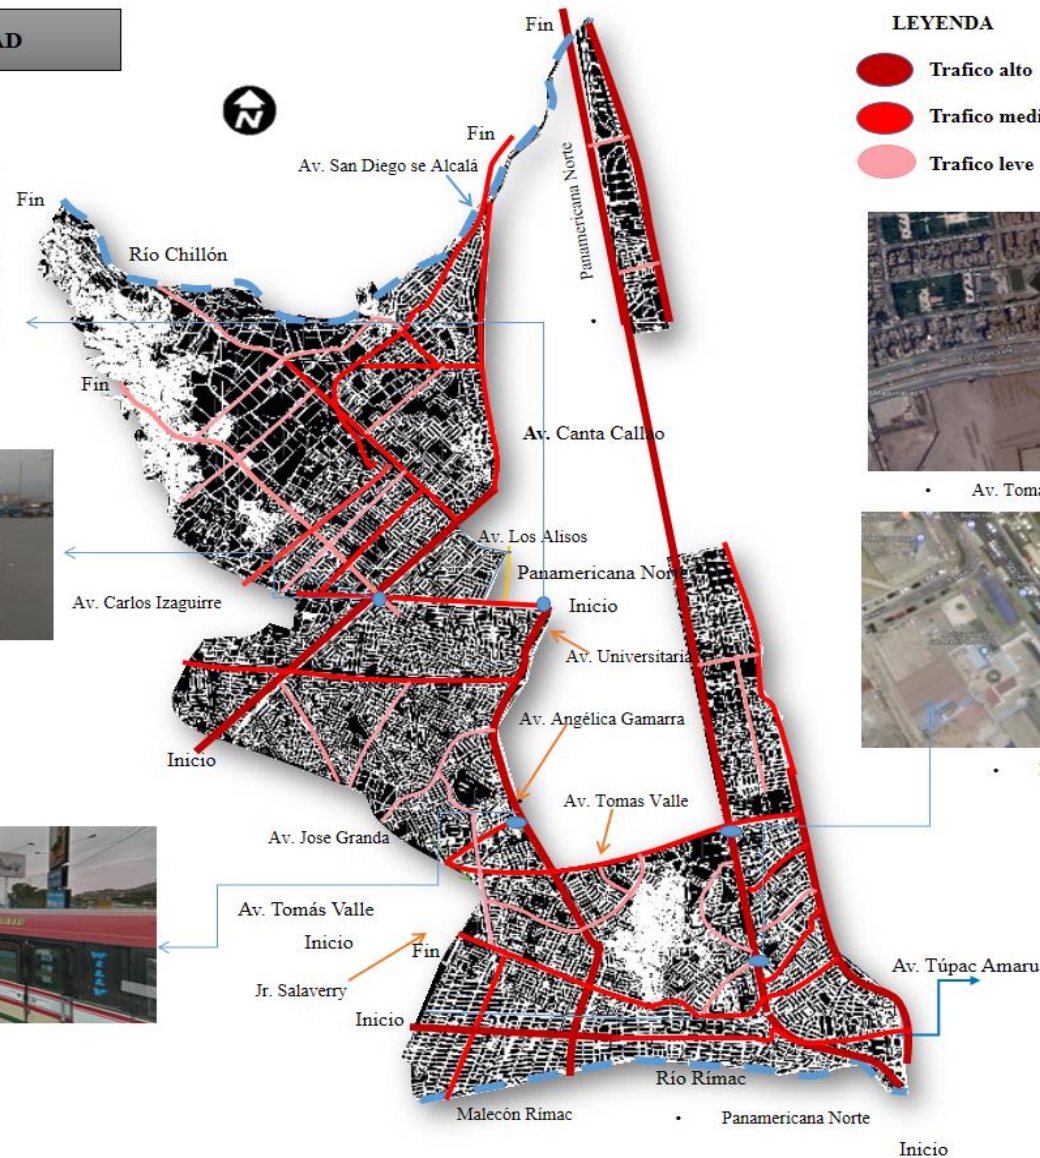 AD
Fin
LEYENDA
Trafico alto
Trafico medi
Trafico leve
N
Fin
Av. San Diego se Alcalá
Panamericana Norte
Fin
Río Chillón
Fin
Av. Canta Callao
• Av. Toma
Av. Los Alisos
Panamericana Norte
Av. Carlos Izaguirre
Inicio
Av. Universitaria
Av. Angélica Gamarra
Inicio
Av. Tomas Valle
Av. Jose Granda
Av. Tomás Valle
Inicio
Fin
Jr. Salaverry
Av. Túpac Amaru
Inicio
Río Rímac
Malecón Rímac
• Panamericana Norte
Inicio